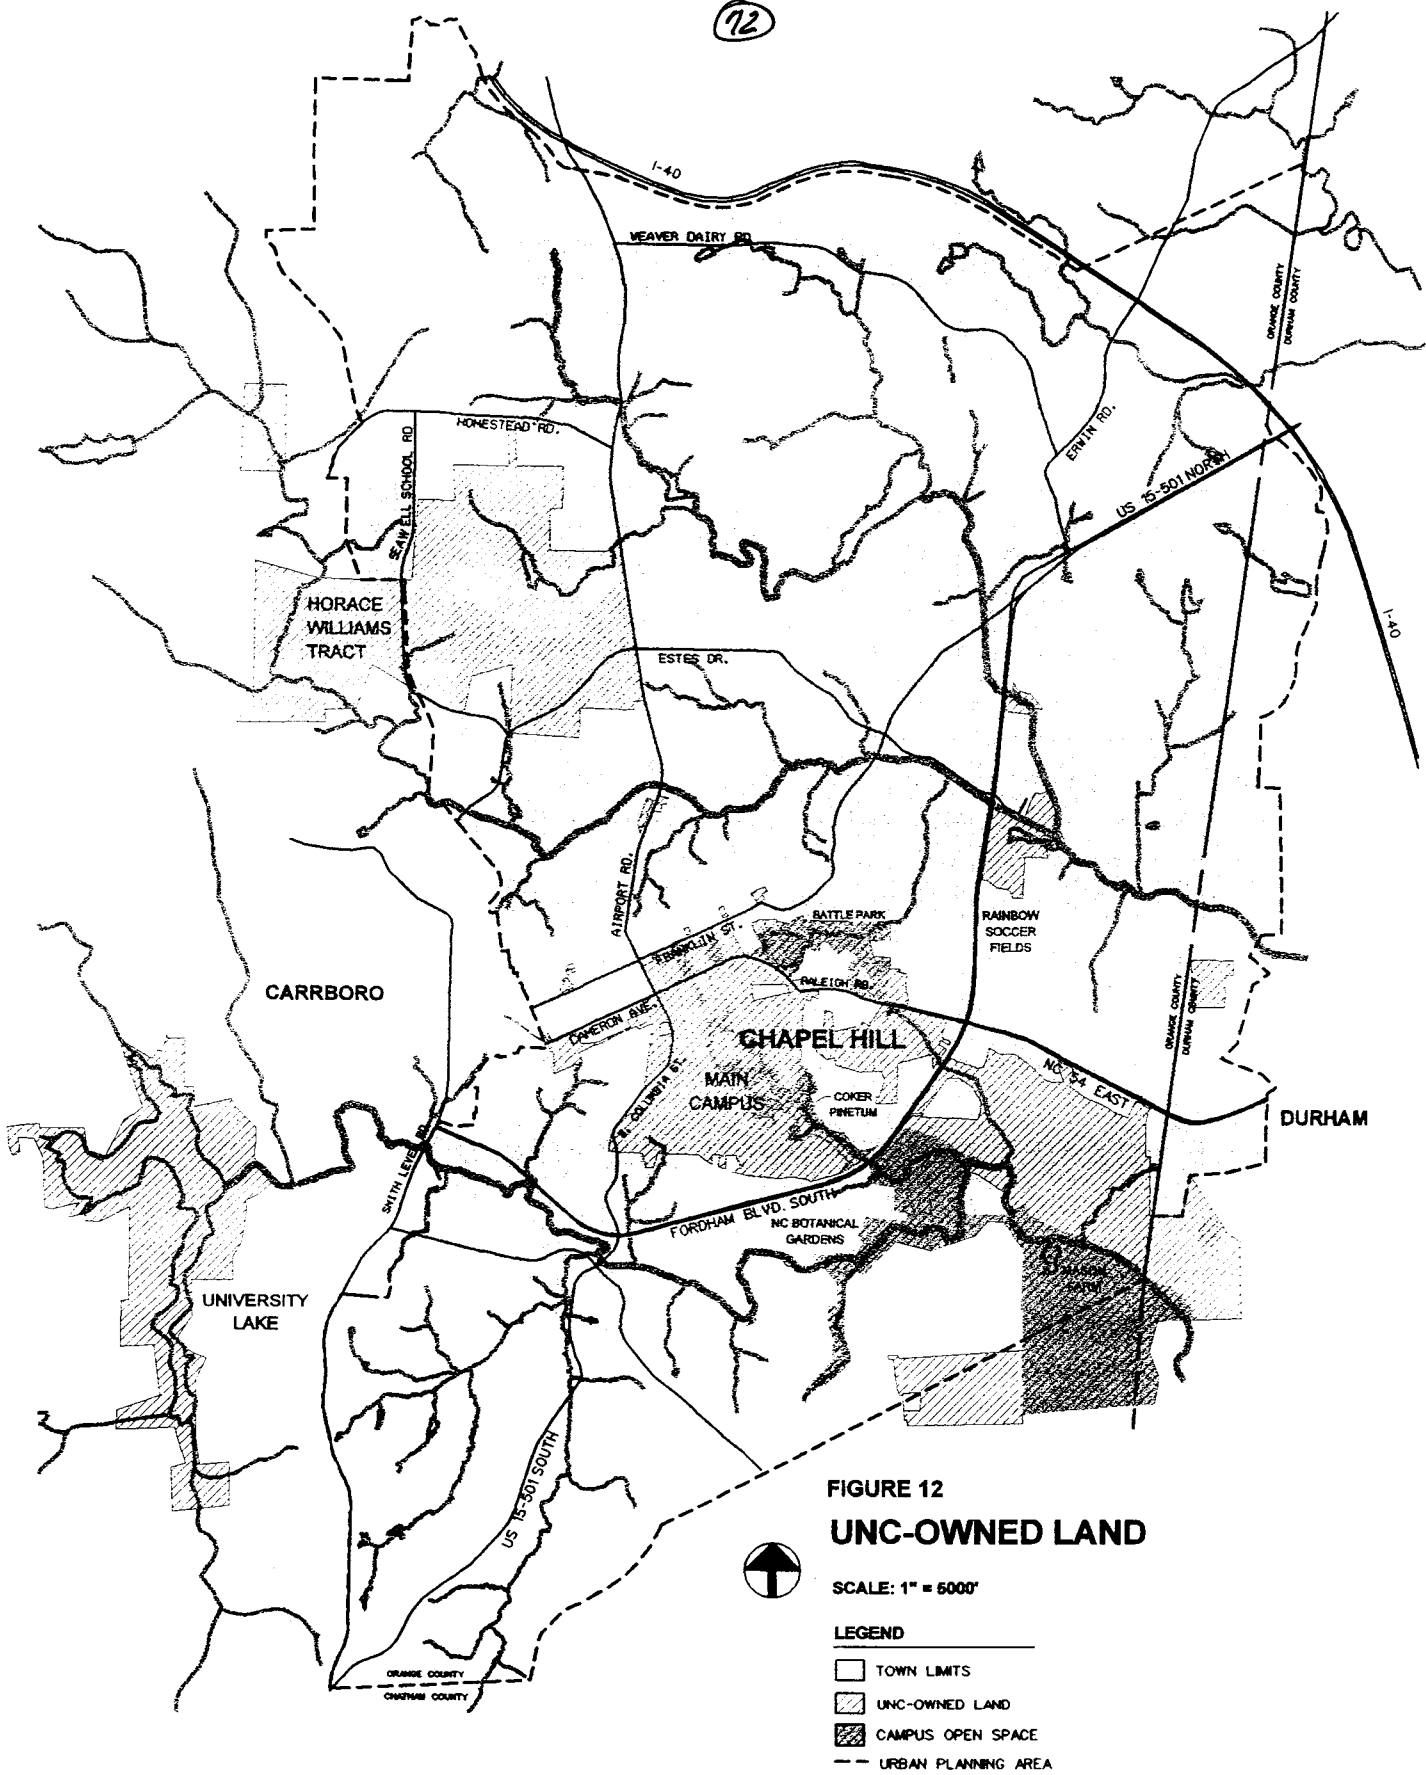 72
I-40
WEAVER DAIRY RD
ORANGE COUNTY
DURHAM COUNTY
HOMESTEAD RD.
SEAWELL SCHOOL RD
ERWIN RD.
US 15-501 NORTH
HORACE
WILLIAMS
TRACT
I-40
ESTES DR.
AIRPORT RD.
BATTLE PARK
RAINBOW
SOCCER
FIELDS
FRANKLIN ST.
CARRBORO
RALEIGH RD.
CAMERON AVE.
ORANGE COUNTY
DURHAM COUNTY
CHAPEL HILL
MAIN
CAMPUS
S. COLUMBIA ST.
COKER
PINETUM
NC 54 EAST
DURHAM
SMITH LEVEL RD.
FORDHAM BLVD. SOUTH
NC BOTANICAL
GARDENS
MASON
FARM
UNIVERSITY
LAKE
US 15-501 SOUTH
ORANGE COUNTY
CHATHAM COUNTY
FIGURE 12
UNC-OWNED LAND
SCALE: 1" = 5000'
LEGEND
TOWN LIMITS
UNC-OWNED LAND
CAMPUS OPEN SPACE
URBAN PLANNING AREA